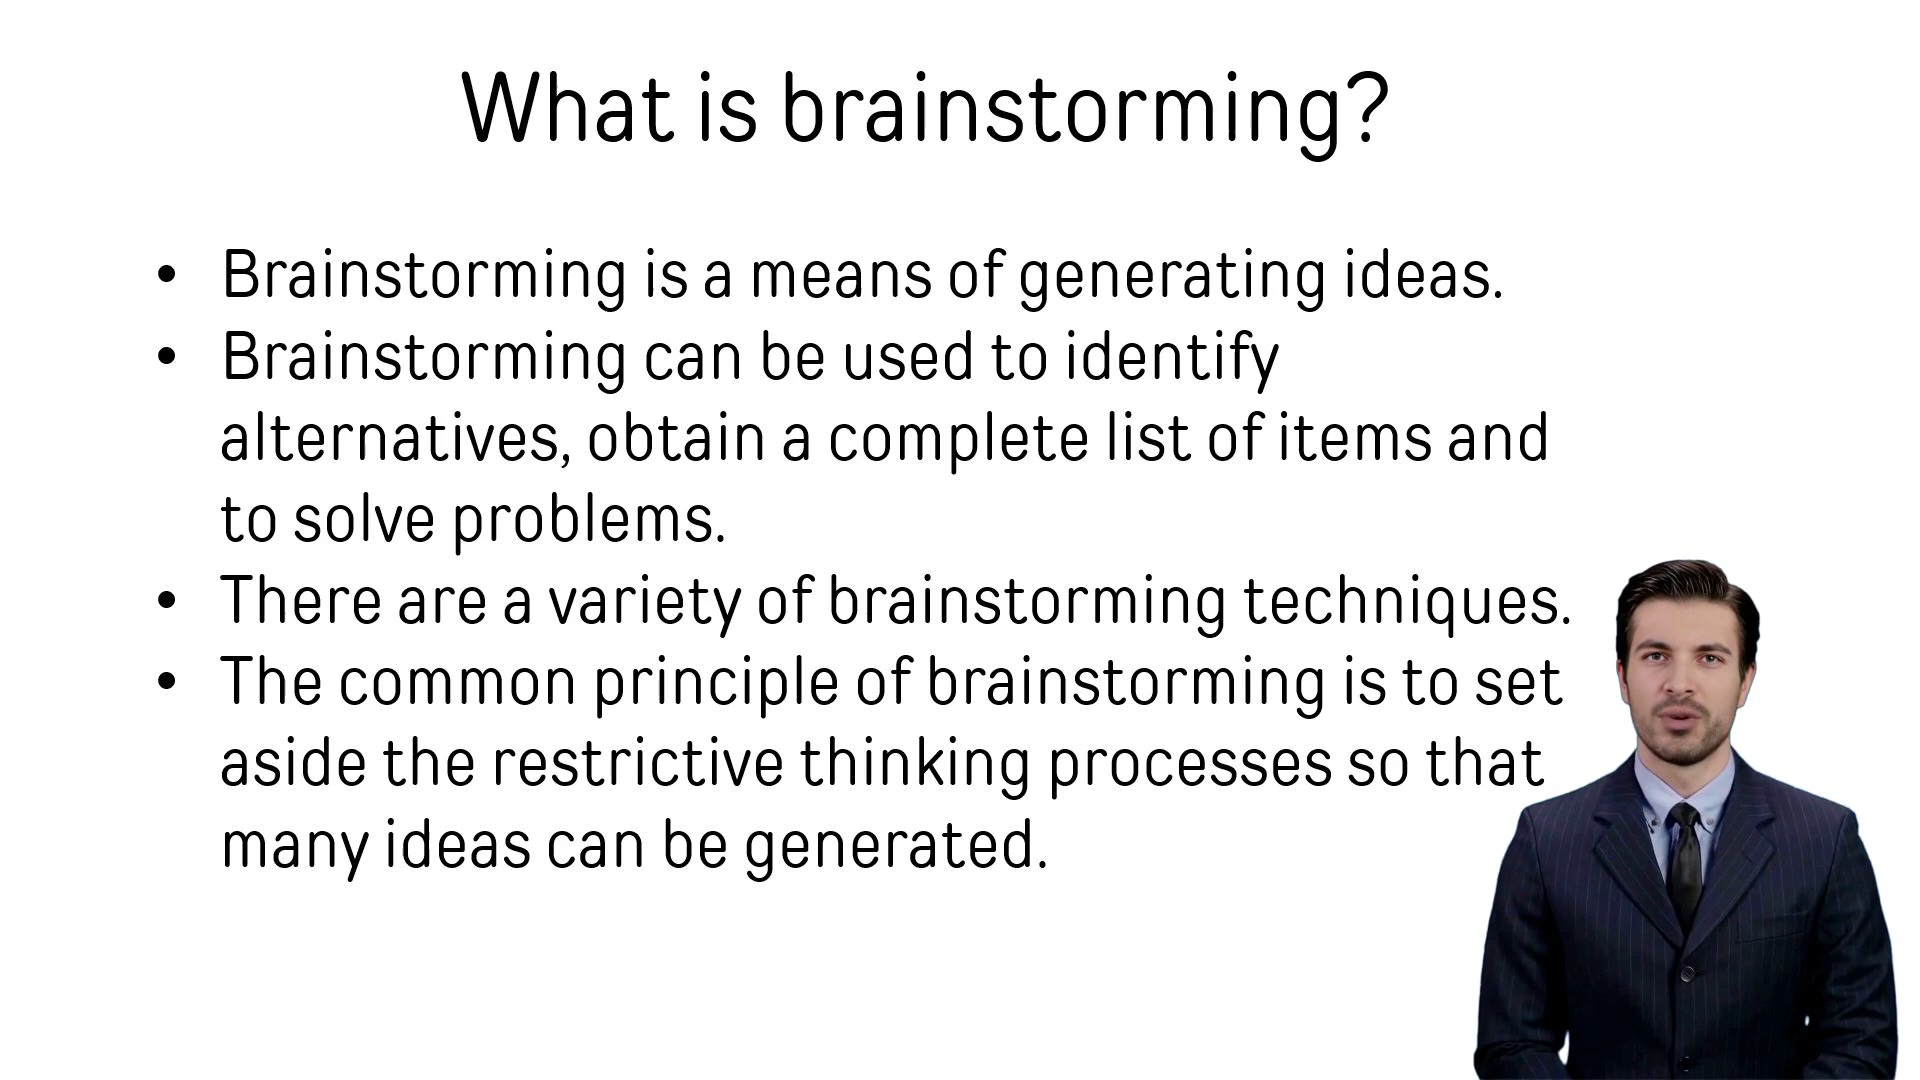 What is brainstorming?
• Brainstorming is a means of generating ideas.
• Brainstorming can be used to identify
alternatives, obtain a complete list of items and
to solve problems.
• There are a variety of brainstorming techniques.
• The common principle of brainstorming is to set
aside the restrictive thinking processes so that
many ideas can be generated.